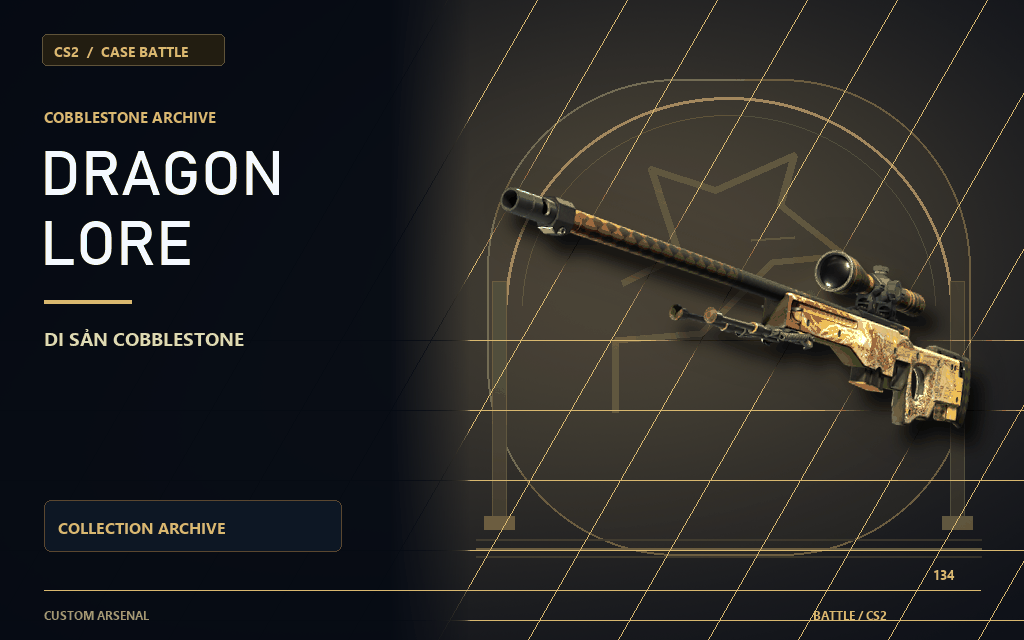 CS2 / CASE BATTLE
COBBLESTONE ARCHIVE
DRAGON
LORE
DI SẢN COBBLESTONE
COLLECTION ARCHIVE
134
CUSTOM ARSENAL
BATTLE / CS2